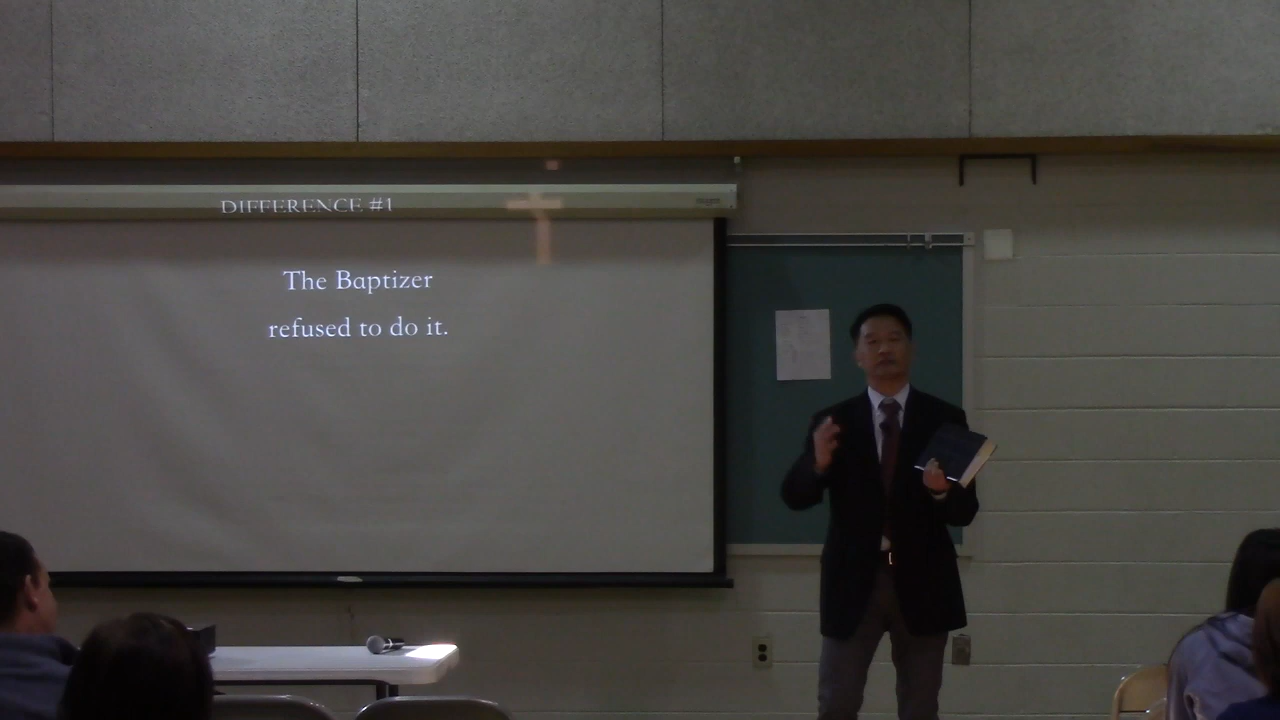 DIFFERENCE #1
The Baptizer
refused to do it.